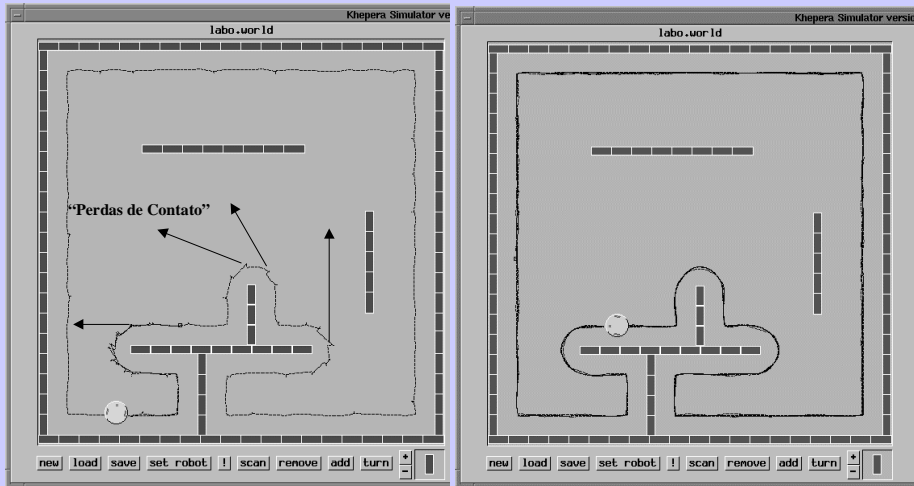 Khepera Simulator ve
labo.world
“Perdas de Contato”
new load save set robot ! scan remove add turn + -
Khepera Simulator versio
labo.world
new load save set robot ! scan remove add turn + -